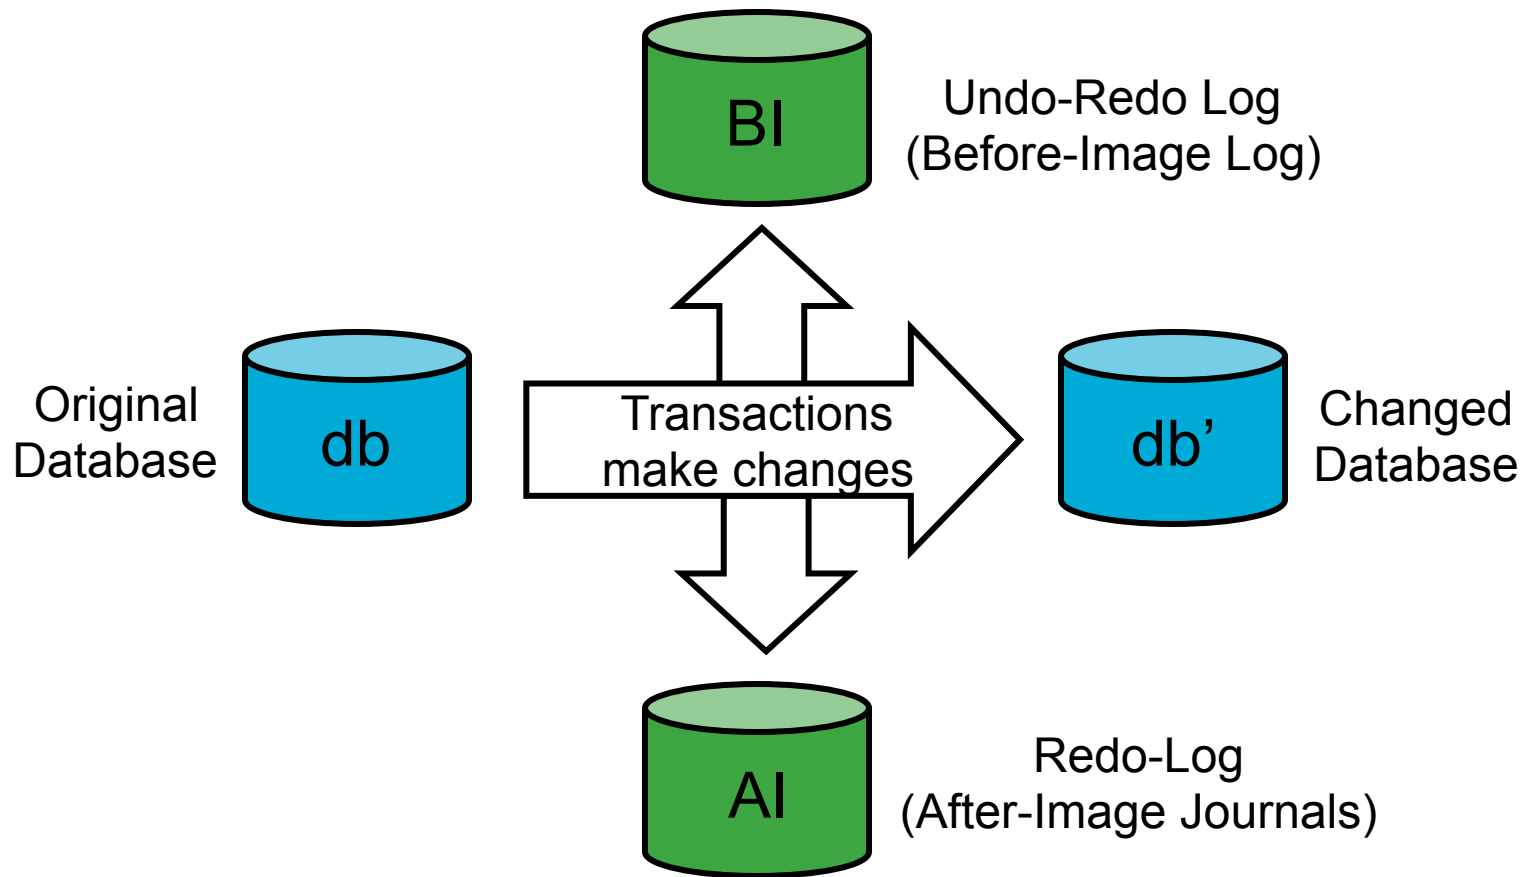 BI
Undo-Redo Log
(Before-Image Log)
Original
Database
db
Transactions
make changes
db’
Changed
Database
AI
Redo-Log
(After-Image Journals)